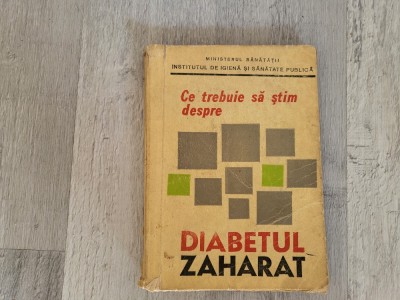 MINISTERUL SĂNĂTĂȚII
INSTITUTUL DE IGIENĂ ȘI SĂNĂTATE PUBLICĂ
Ce trebuie să știm
despre
DIABETUL
ZAHARAT